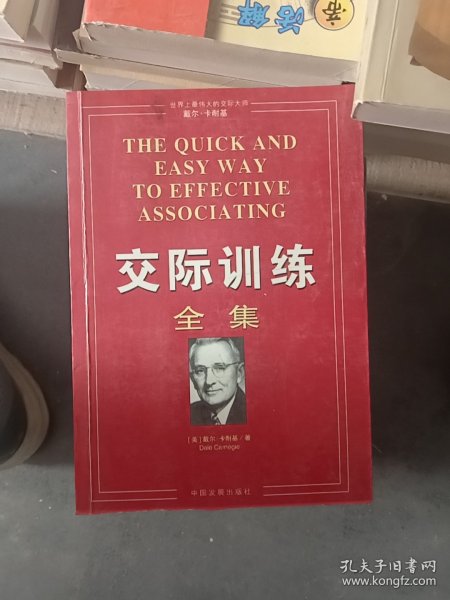 话解
世界上最伟大的交际大师
戴尔·卡耐基
THE QUICK AND
EASY WAY
TO EFFECTIVE
ASSOCIATING
交际训练
全集
[美]戴尔·卡耐基/著
Dale Carnegie
中国发展出版社
孔夫子旧书网
www.kongfz.com